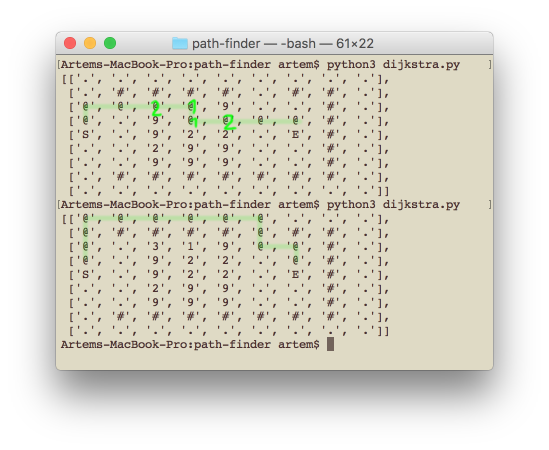 path-finder — -bash — 61×22
[Artems-MacBook-Pro:path-finder artem$ python3 dijkstra.py ]
[['.', '.', '.', '.', '.', '.', '.', '.', '.'],
['.', '#', '#', '#', '#', '.', '#', '#', '.'],
['@', '@', '@', '@', '9', '.', '.', '#', '.'],
2 1
['@', '.', '9', '@', '@', '@', '@', '#', '.'],
1 2
['S', '.', '9', '2', '2', '.', 'E', '#', '.'],
['.', '.', '2', '9', '9', '.', '.', '#', '.'],
['.', '.', '9', '9', '9', '.', '.', '#', '.'],
['.', '#', '#', '#', '#', '#', '#', '#', '.'],
['.', '.', '.', '.', '.', '.', '.', '.', '.']]
[Artems-MacBook-Pro:path-finder artem$ python3 dijkstra.py ]
[['@', '@', '@', '@', '@', '@', '.', '.', '.'],
['@', '#', '#', '#', '#', '@', '#', '#', '.'],
['@', '.', '3', '1', '9', '@', '@', '#', '.'],
['@', '.', '9', '2', '2', '.', '@', '#', '.'],
['S', '.', '9', '2', '2', '.', 'E', '#', '.'],
['.', '.', '2', '9', '9', '.', '.', '#', '.'],
['.', '.', '9', '9', '9', '.', '.', '#', '.'],
['.', '#', '#', '#', '#', '#', '#', '#', '.'],
['.', '.', '.', '.', '.', '.', '.', '.', '.']]
Artems-MacBook-Pro:path-finder artem$